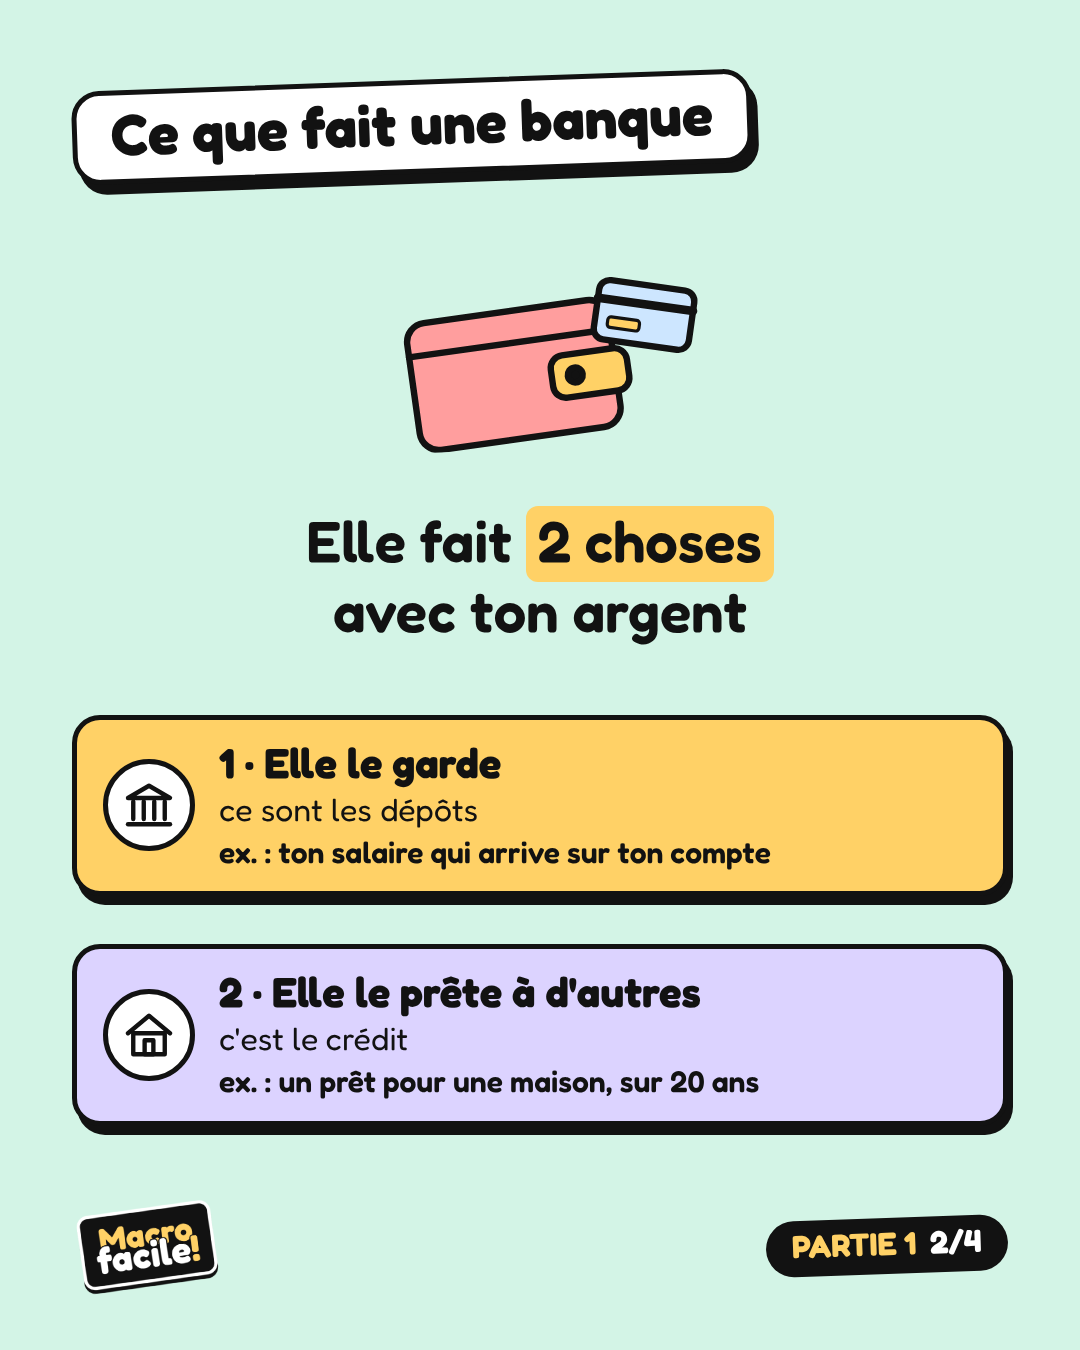 Ce que fait une banque
Elle fait 2 choses
avec ton argent
1 · Elle le garde
ce sont les dépôts
ex. : ton salaire qui arrive sur ton compte
2 · Elle le prête à d'autres
c'est le crédit
ex. : un prêt pour une maison, sur 20 ans
Macro
facile!
PARTIE 1 2/4